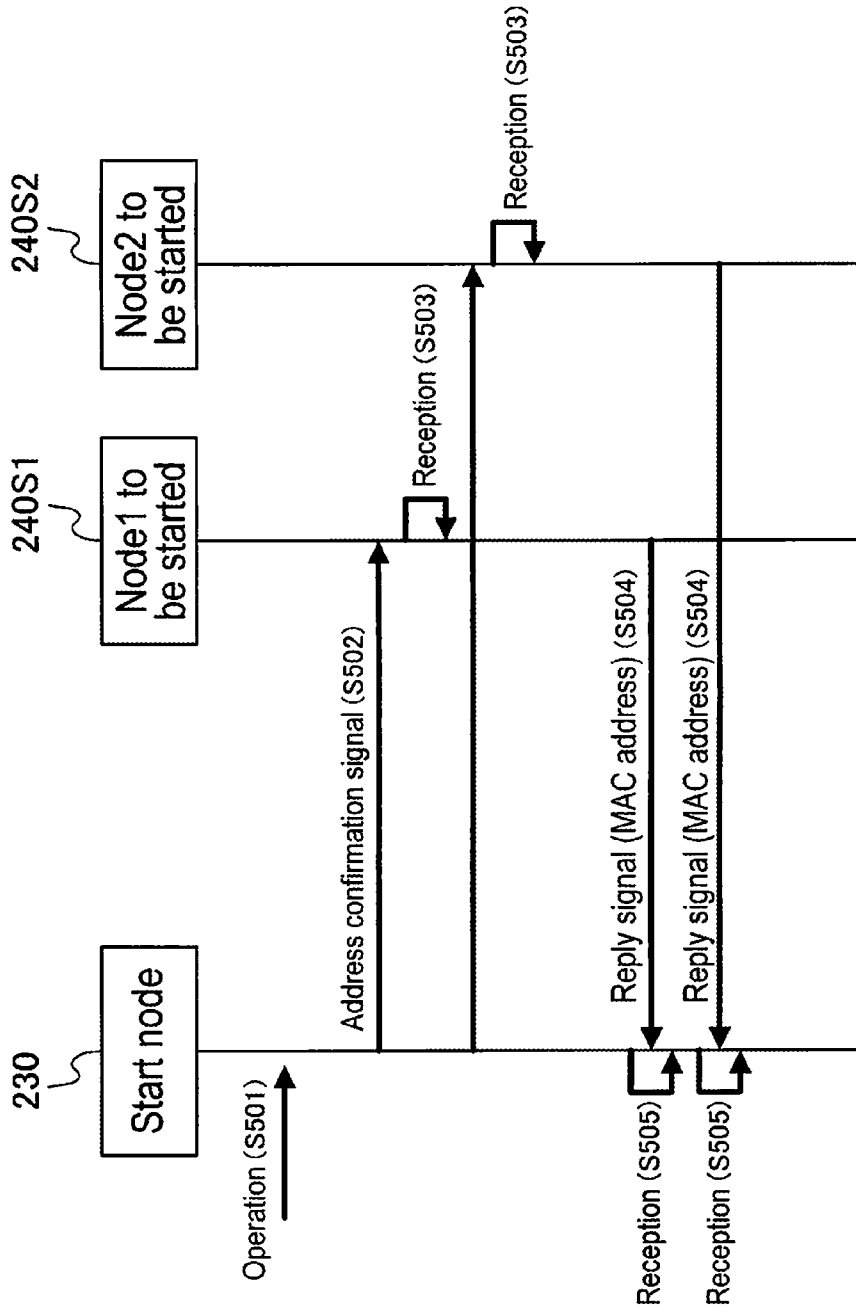 230
240S1
240S2
Start node
Node1 to
be started
Node2 to
be started
Operation (S501)
Address confirmation signal (S502)
Reception (S503)
Reception (S503)
Reply signal (MAC address) (S504)
Reception (S505)
Reply signal (MAC address) (S504)
Reception (S505)